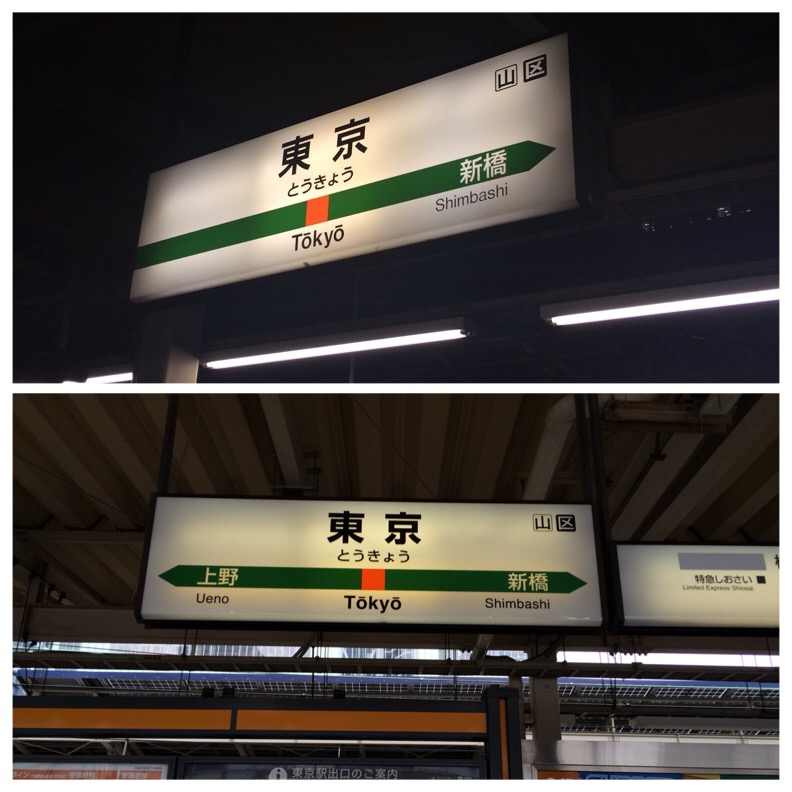 山 区
東京
とうきょう
新橋
Shimbashi
Tōkyō
東京
山 区
とうきょう
上野
新橋
Ueno
Tōkyō
Shimbashi
特急しおさい
Limited Express Shiosai
東京駅出口のご案内